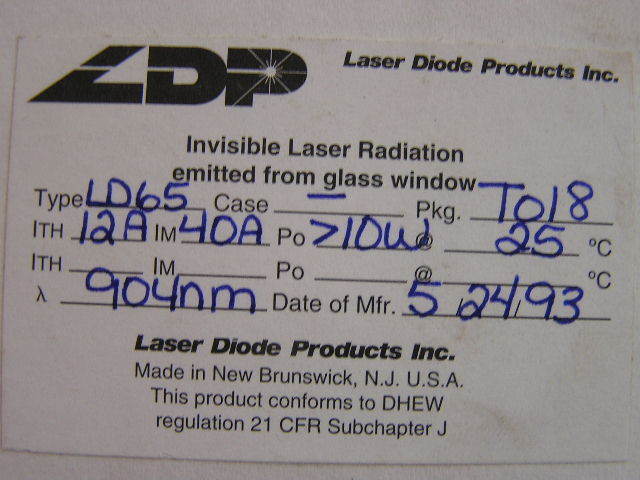 LDP Laser Diode Products Inc.
Invisible Laser Radiation
emitted from glass window
Type LD65 Case — Pkg. TO18
ITH 12A IM 40A Po >10W @ 25 °C
ITH IM Po @ °C
λ 904nm Date of Mfr. 5/24/93
Laser Diode Products Inc.
Made in New Brunswick, N.J. U.S.A.
This product conforms to DHEW
regulation 21 CFR Subchapter J